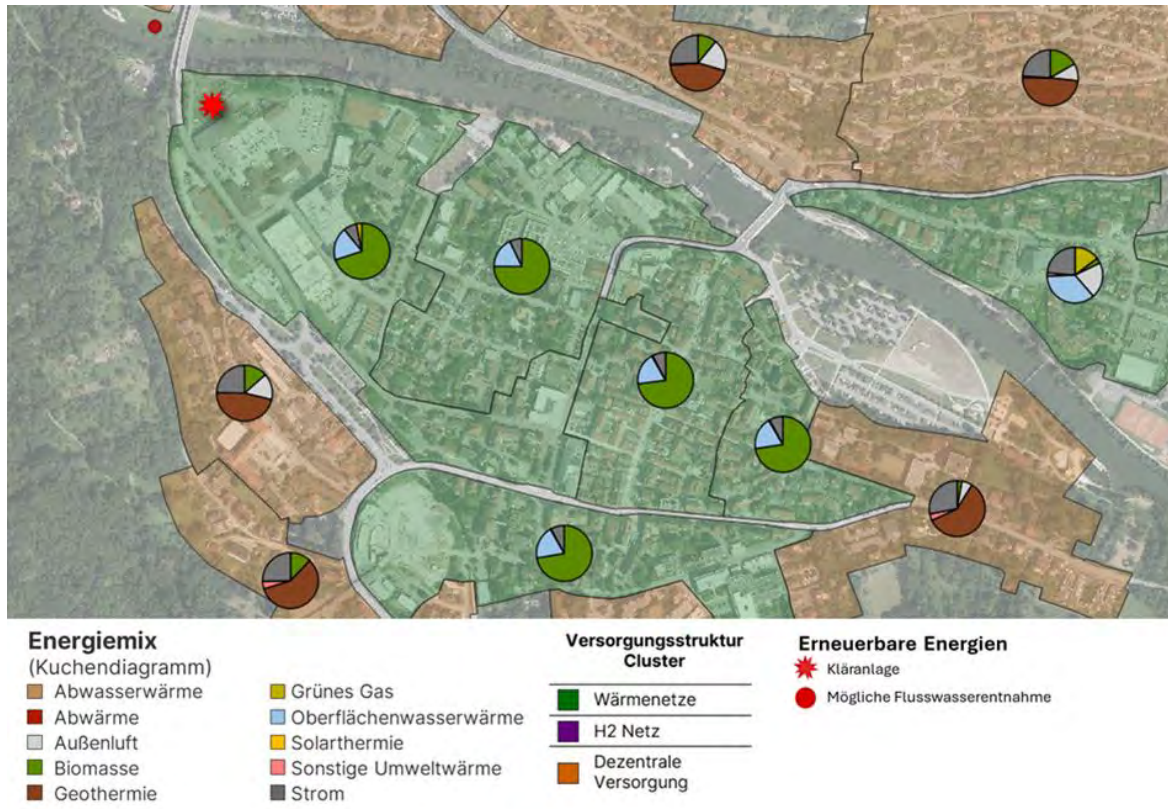 Energiemix
(Kuchendiagramm)
Abwasserwärme
Abwärme
Außenluft
Biomasse
Geothermie
Grünes Gas
Oberflächenwasserwärme
Solarthermie
Sonstige Umweltwärme
Strom
Versorgungsstruktur
Cluster
Wärmenetze
H2 Netz
Dezentrale
Versorgung
Erneuerbare Energien
Kläranlage
Mögliche Flusswasserentnahme